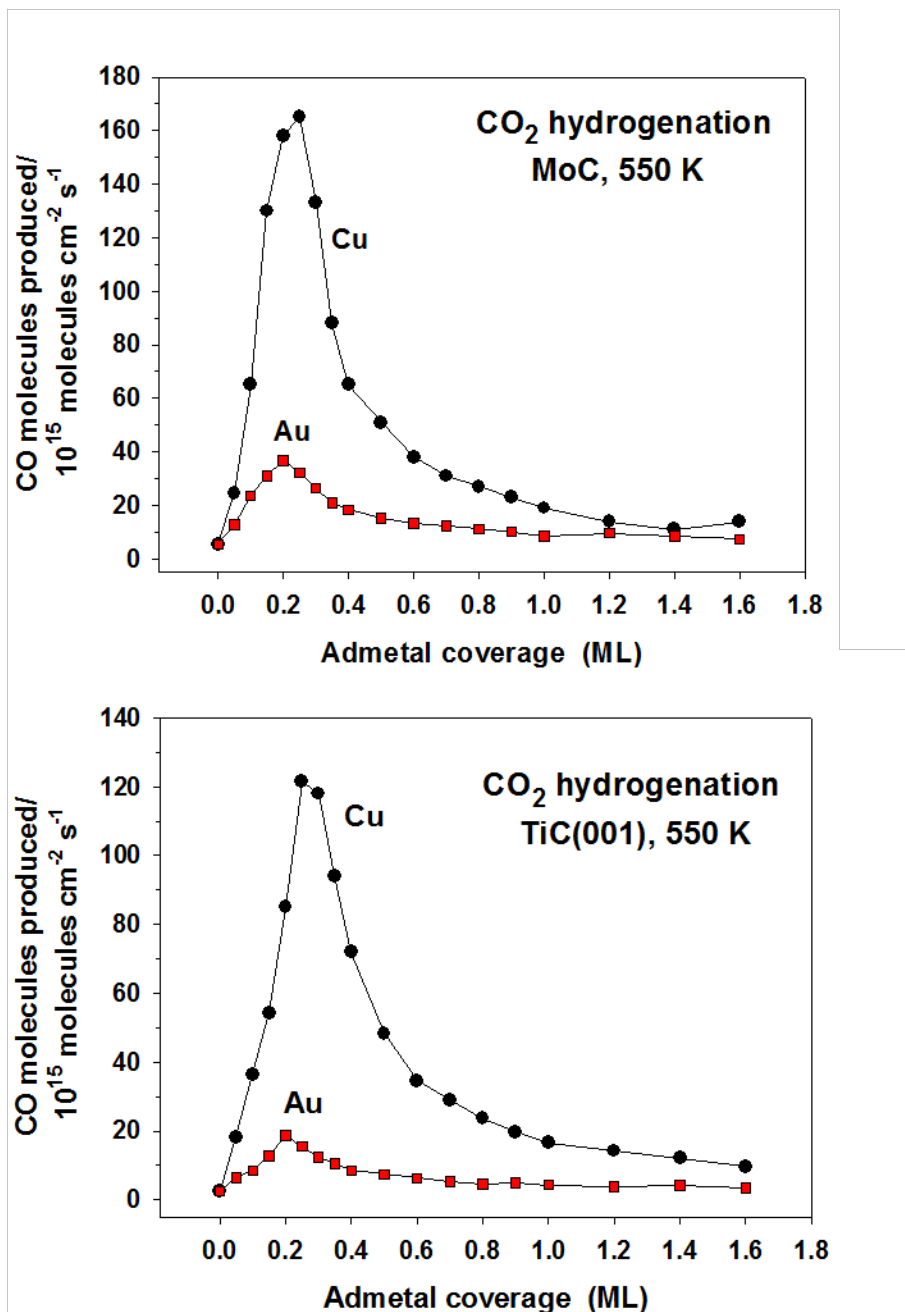 180
160
140
120
100
80
60
40
20
0
CO molecules produced/
10¹⁵ molecules cm⁻² s⁻¹
CO₂ hydrogenation
MoC, 550 K
Cu
Au
0.0 0.2 0.4 0.6 0.8 1.0 1.2 1.4 1.6 1.8
Admetal coverage (ML)
140
120
100
80
60
40
20
0
CO molecules produced/
10¹⁵ molecules cm⁻² s⁻¹
CO₂ hydrogenation
TiC(001), 550 K
Cu
Au
0.0 0.2 0.4 0.6 0.8 1.0 1.2 1.4 1.6 1.8
Admetal coverage (ML)